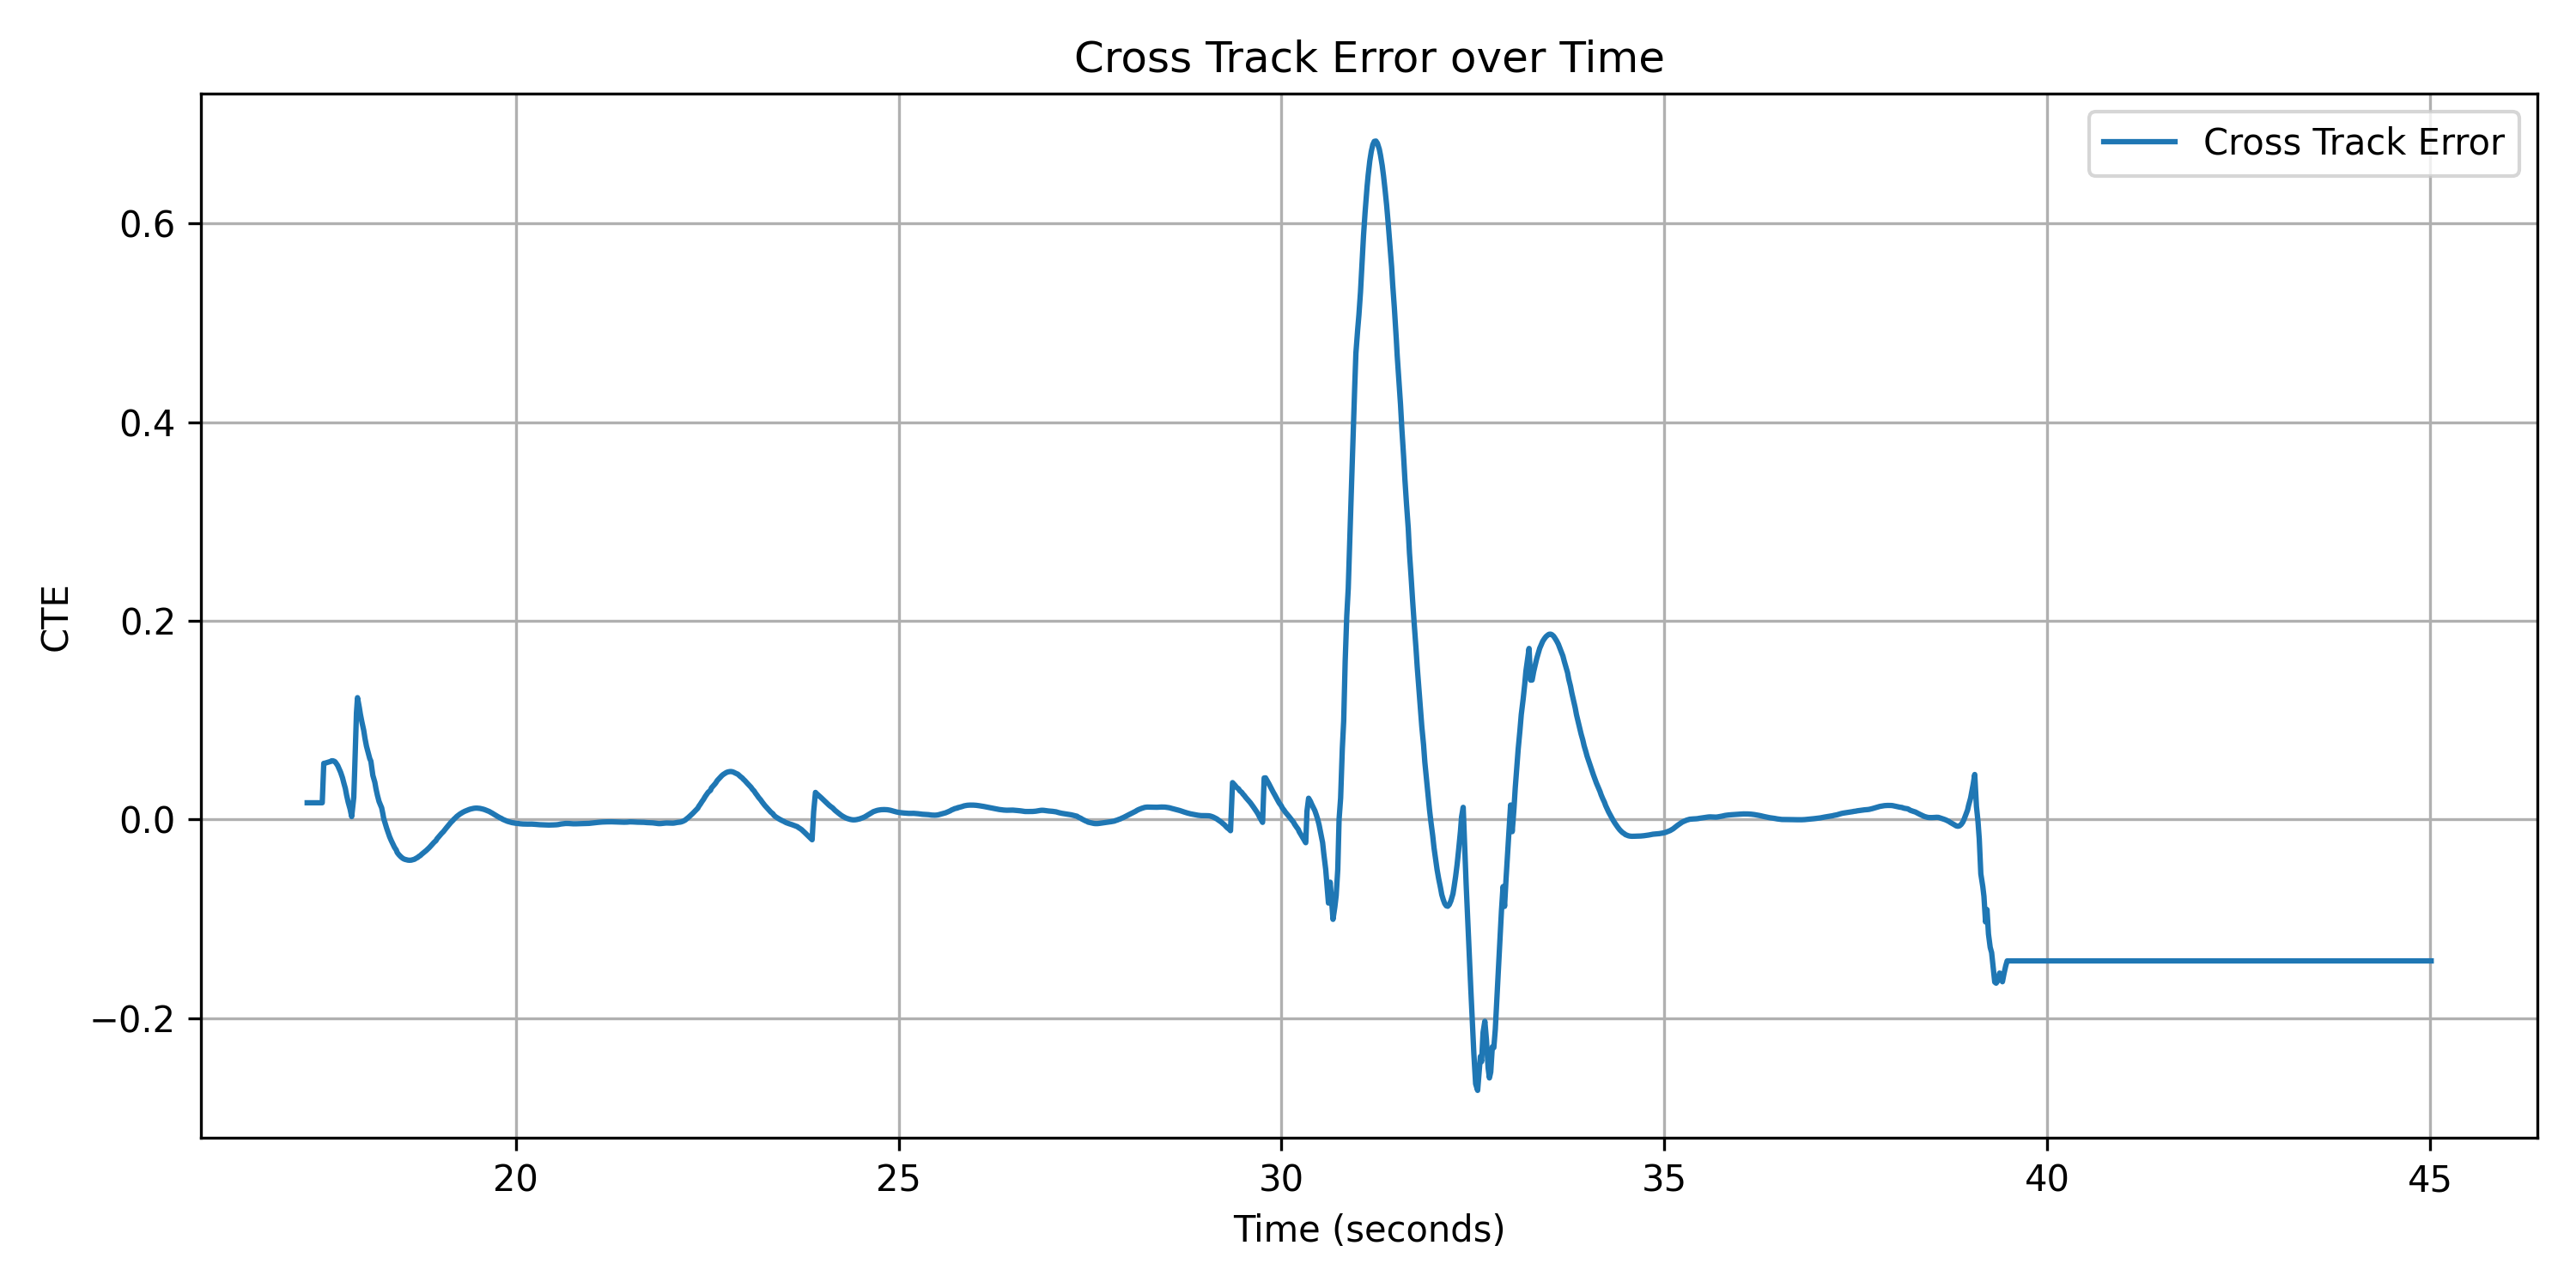 Cross Track Error over Time
Cross Track Error
0.6
0.4
0.2
0.0
−0.2
CTE
20 25 30 35 40 45
Time (seconds)